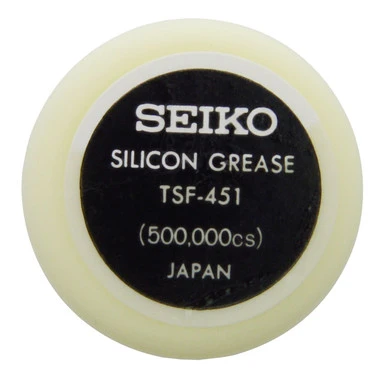 SEIKO
SILICON GREASE
TSF-451
(500,000cs)
JAPAN